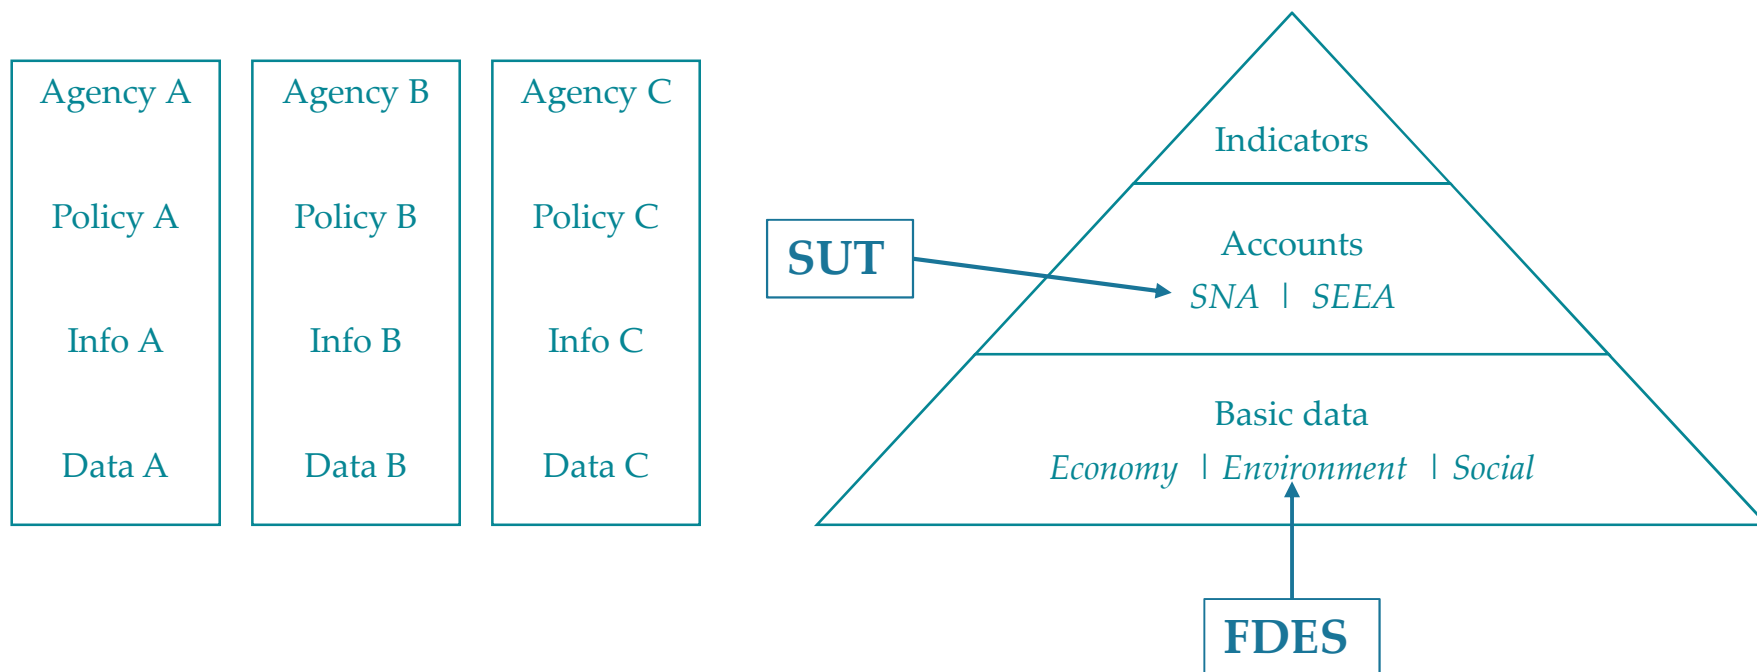 Agency A
Policy A
Info A
Data A
Agency B
Policy B
Info B
Data B
Agency C
Policy C
Info C
Data C
SUT
Indicators
Accounts
SNA | SEEA
Basic data
Economy | Environment | Social
FDES